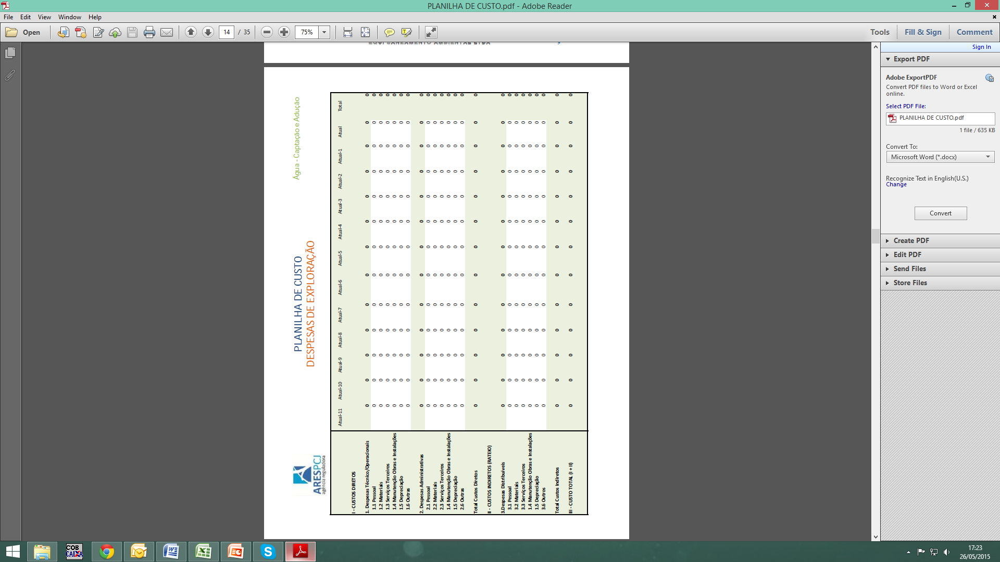 PLANILHA DE CUSTO.pdf - Adobe Reader
File Edit View Window Help
Open 14 / 35 75% Tools Fill & Sign Comment
Sign In
Export PDF
Adobe ExportPDF
Convert PDF files to Word or Excel
online.
Select PDF File:
PLANILHA DE CUSTO.pdf
1 file / 635 KB
Convert To:
Microsoft Word (*.docx)
Recognize Text in English(U.S.)
Change
Convert
Create PDF
Edit PDF
Send Files
Store Files
ARESPCJ
agência reguladora
PLANILHA DE CUSTO
DESPESAS DE EXPLORAÇÃO
Água - Captação e Adução
Atual-11 Atual-10 Atual-9 Atual-8 Atual-7 Atual-6 Atual-5 Atual-4 Atual-3 Atual-2 Atual-1 Atual Total
I - CUSTOS DIRETOS
1. Despesas Técnico/Operacionais 0 0 0 0 0 0 0 0 0 0 0 0 0
1.1 Pessoal 0 0 0 0 0 0 0 0 0 0 0 0 0
1.2 Materiais 0 0 0 0 0 0 0 0 0 0 0 0 0
1.3 Serviços Terceiros 0 0 0 0 0 0 0 0 0 0 0 0 0
1.4 Manutenção Obras e Instalações 0 0 0 0 0 0 0 0 0 0 0 0 0
1.5 Depreciação 0 0 0 0 0 0 0 0 0 0 0 0 0
1.6 Outras 0 0 0 0 0 0 0 0 0 0 0 0 0
2. Despesas Administrativas 0 0 0 0 0 0 0 0 0 0 0 0 0
2.1 Pessoal 0 0 0 0 0 0 0 0 0 0 0 0 0
2.2 Materiais 0 0 0 0 0 0 0 0 0 0 0 0 0
2.3 Serviços Terceiros 0 0 0 0 0 0 0 0 0 0 0 0 0
1.4 Manutenção Obras e Instalações 0 0 0 0 0 0 0 0 0 0 0 0 0
1.5 Depreciação 0 0 0 0 0 0 0 0 0 0 0 0 0
2.6 Outras 0 0 0 0 0 0 0 0 0 0 0 0 0
Total Custos Diretos 0 0 0 0 0 0 0 0 0 0 0 0 0
II - CUSTOS INDIRETOS (RATEIO)
3.Despesas Distribuíveis 0 0 0 0 0 0 0 0 0 0 0 0 0
3.1 Pessoal 0 0 0 0 0 0 0 0 0 0 0 0 0
3.2 Materiais 0 0 0 0 0 0 0 0 0 0 0 0 0
3.3 Serviços Terceiros 0 0 0 0 0 0 0 0 0 0 0 0 0
1.4 Manutenção Obras e Instalações 0 0 0 0 0 0 0 0 0 0 0 0 0
1.5 Depreciação 0 0 0 0 0 0 0 0 0 0 0 0 0
3.6 Outros 0 0 0 0 0 0 0 0 0 0 0 0 0
Total Custos Indiretos 0 0 0 0 0 0 0 0 0 0 0 0 0
III - CUSTO TOTAL (I + II) 0 0 0 0 0 0 0 0 0 0 0 0 0
COB
CAIXA
17:23
26/05/2015